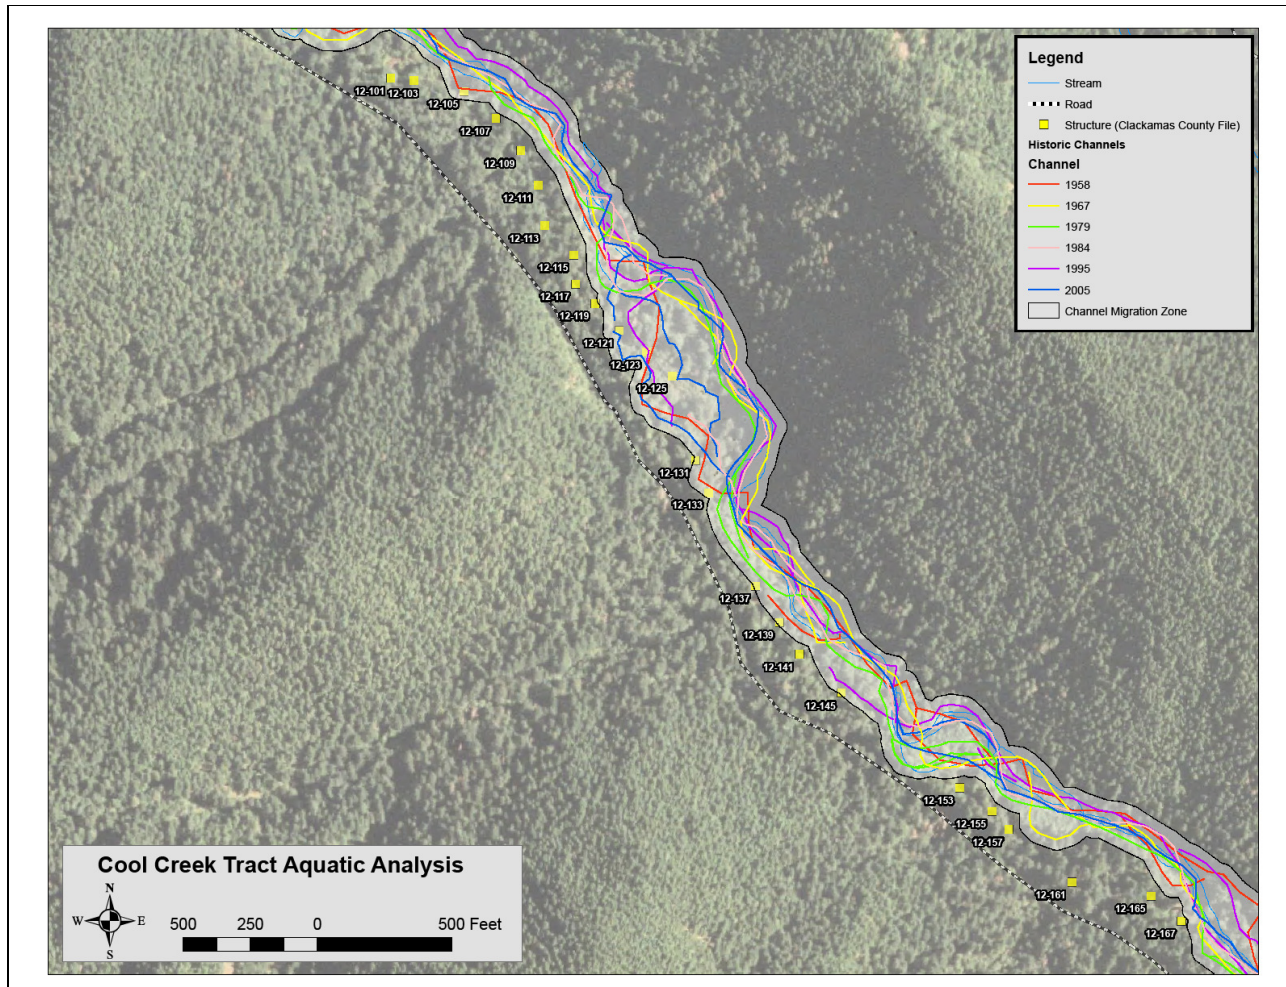 Legend
Stream
Road
Structure (Clackamas County File)
Historic Channels
Channel
1958
1967
1979
1984
1995
2005
Channel Migration Zone
12-101
12-103
12-105
12-107
12-109
12-111
12-113
12-115
12-117
12-119
12-121
12-123
12-125
12-131
12-133
12-137
12-139
12-141
12-145
12-153
12-155
12-157
12-161
12-165
12-167
Cool Creek Tract Aquatic Analysis
N
W E
S
500 250 0 500 Feet